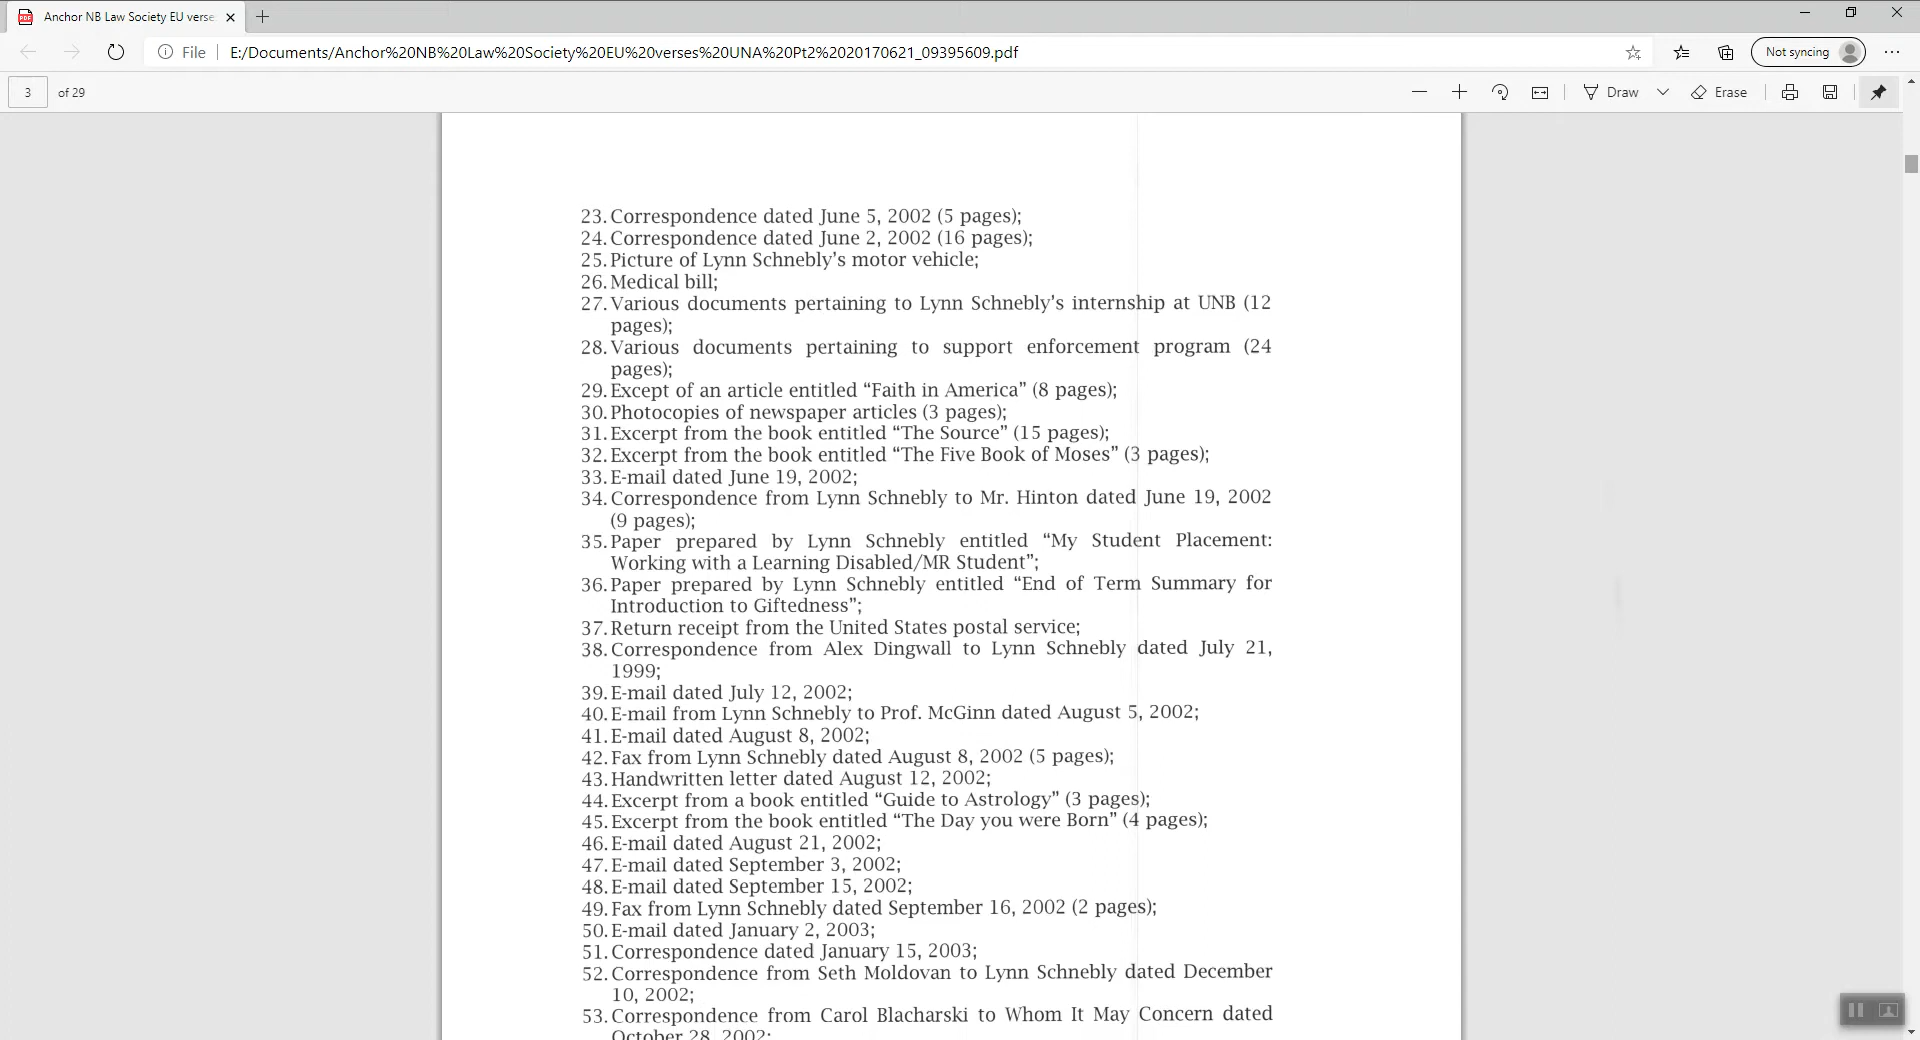 Anchor NB Law Society EU verse
File
E:/Documents/Anchor%20NB%20Law%20Society%20EU%20verses%20UNA%20Pt2%2020170621_09395609.pdf
Not syncing
3 of 29
Draw
Erase
23. Correspondence dated June 5, 2002 (5 pages);
24. Correspondence dated June 2, 2002 (16 pages);
25. Picture of Lynn Schnebly’s motor vehicle;
26. Medical bill;
27. Various documents pertaining to Lynn Schnebly’s internship at UNB (12
pages);
28. Various documents pertaining to support enforcement program (24
pages);
29. Except of an article entitled “Faith in America” (8 pages);
30. Photocopies of newspaper articles (3 pages);
31. Excerpt from the book entitled “The Source” (15 pages);
32. Excerpt from the book entitled “The Five Book of Moses” (3 pages);
33. E-mail dated June 19, 2002;
34. Correspondence from Lynn Schnebly to Mr. Hinton dated June 19, 2002
(9 pages);
35. Paper prepared by Lynn Schnebly entitled “My Student Placement:
Working with a Learning Disabled/MR Student”;
36. Paper prepared by Lynn Schnebly entitled “End of Term Summary for
Introduction to Giftedness”;
37. Return receipt from the United States postal service;
38. Correspondence from Alex Dingwall to Lynn Schnebly dated July 21,
1999;
39. E-mail dated July 12, 2002;
40. E-mail from Lynn Schnebly to Prof. McGinn dated August 5, 2002;
41. E-mail dated August 8, 2002;
42. Fax from Lynn Schnebly dated August 8, 2002 (5 pages);
43. Handwritten letter dated August 12, 2002;
44. Excerpt from a book entitled “Guide to Astrology” (3 pages);
45. Excerpt from the book entitled “The Day you were Born” (4 pages);
46. E-mail dated August 21, 2002;
47. E-mail dated September 3, 2002;
48. E-mail dated September 15, 2002;
49. Fax from Lynn Schnebly dated September 16, 2002 (2 pages);
50. E-mail dated January 2, 2003;
51. Correspondence dated January 15, 2003;
52. Correspondence from Seth Moldovan to Lynn Schnebly dated December
10, 2002;
53. Correspondence from Carol Blacharski to Whom It May Concern dated
October 28, 2002;